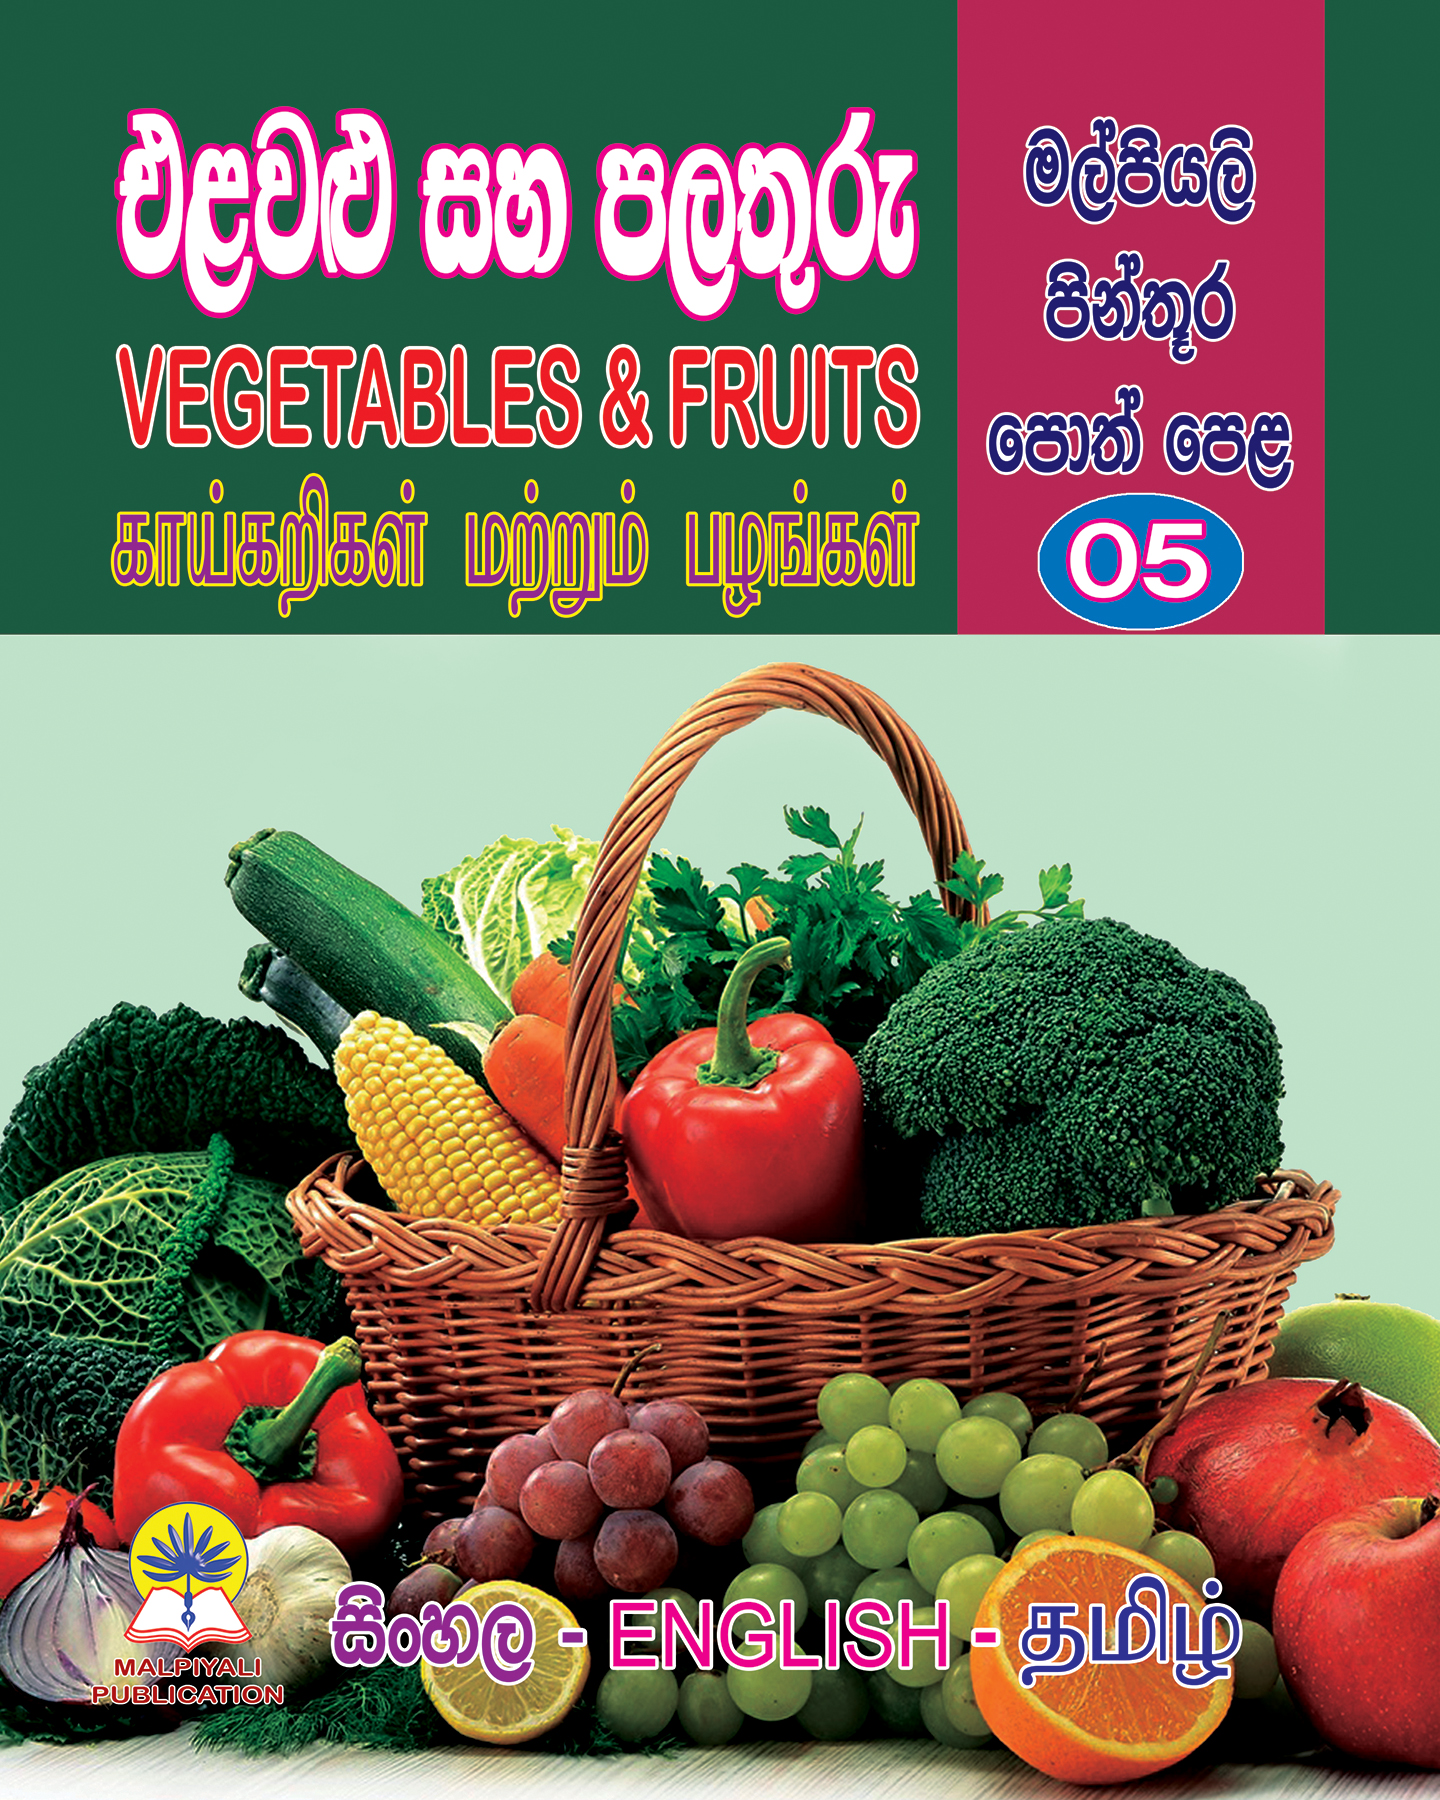 එළවළු සහ පලතුරු
VEGETABLES & FRUITS
காய்கறிகள் மற்றும் பழங்கள்
මල්පියලි
පින්තූර
පොත් පෙළ
05
සිංහල - ENGLISH - தமிழ்
MALPIYALI
PUBLICATION